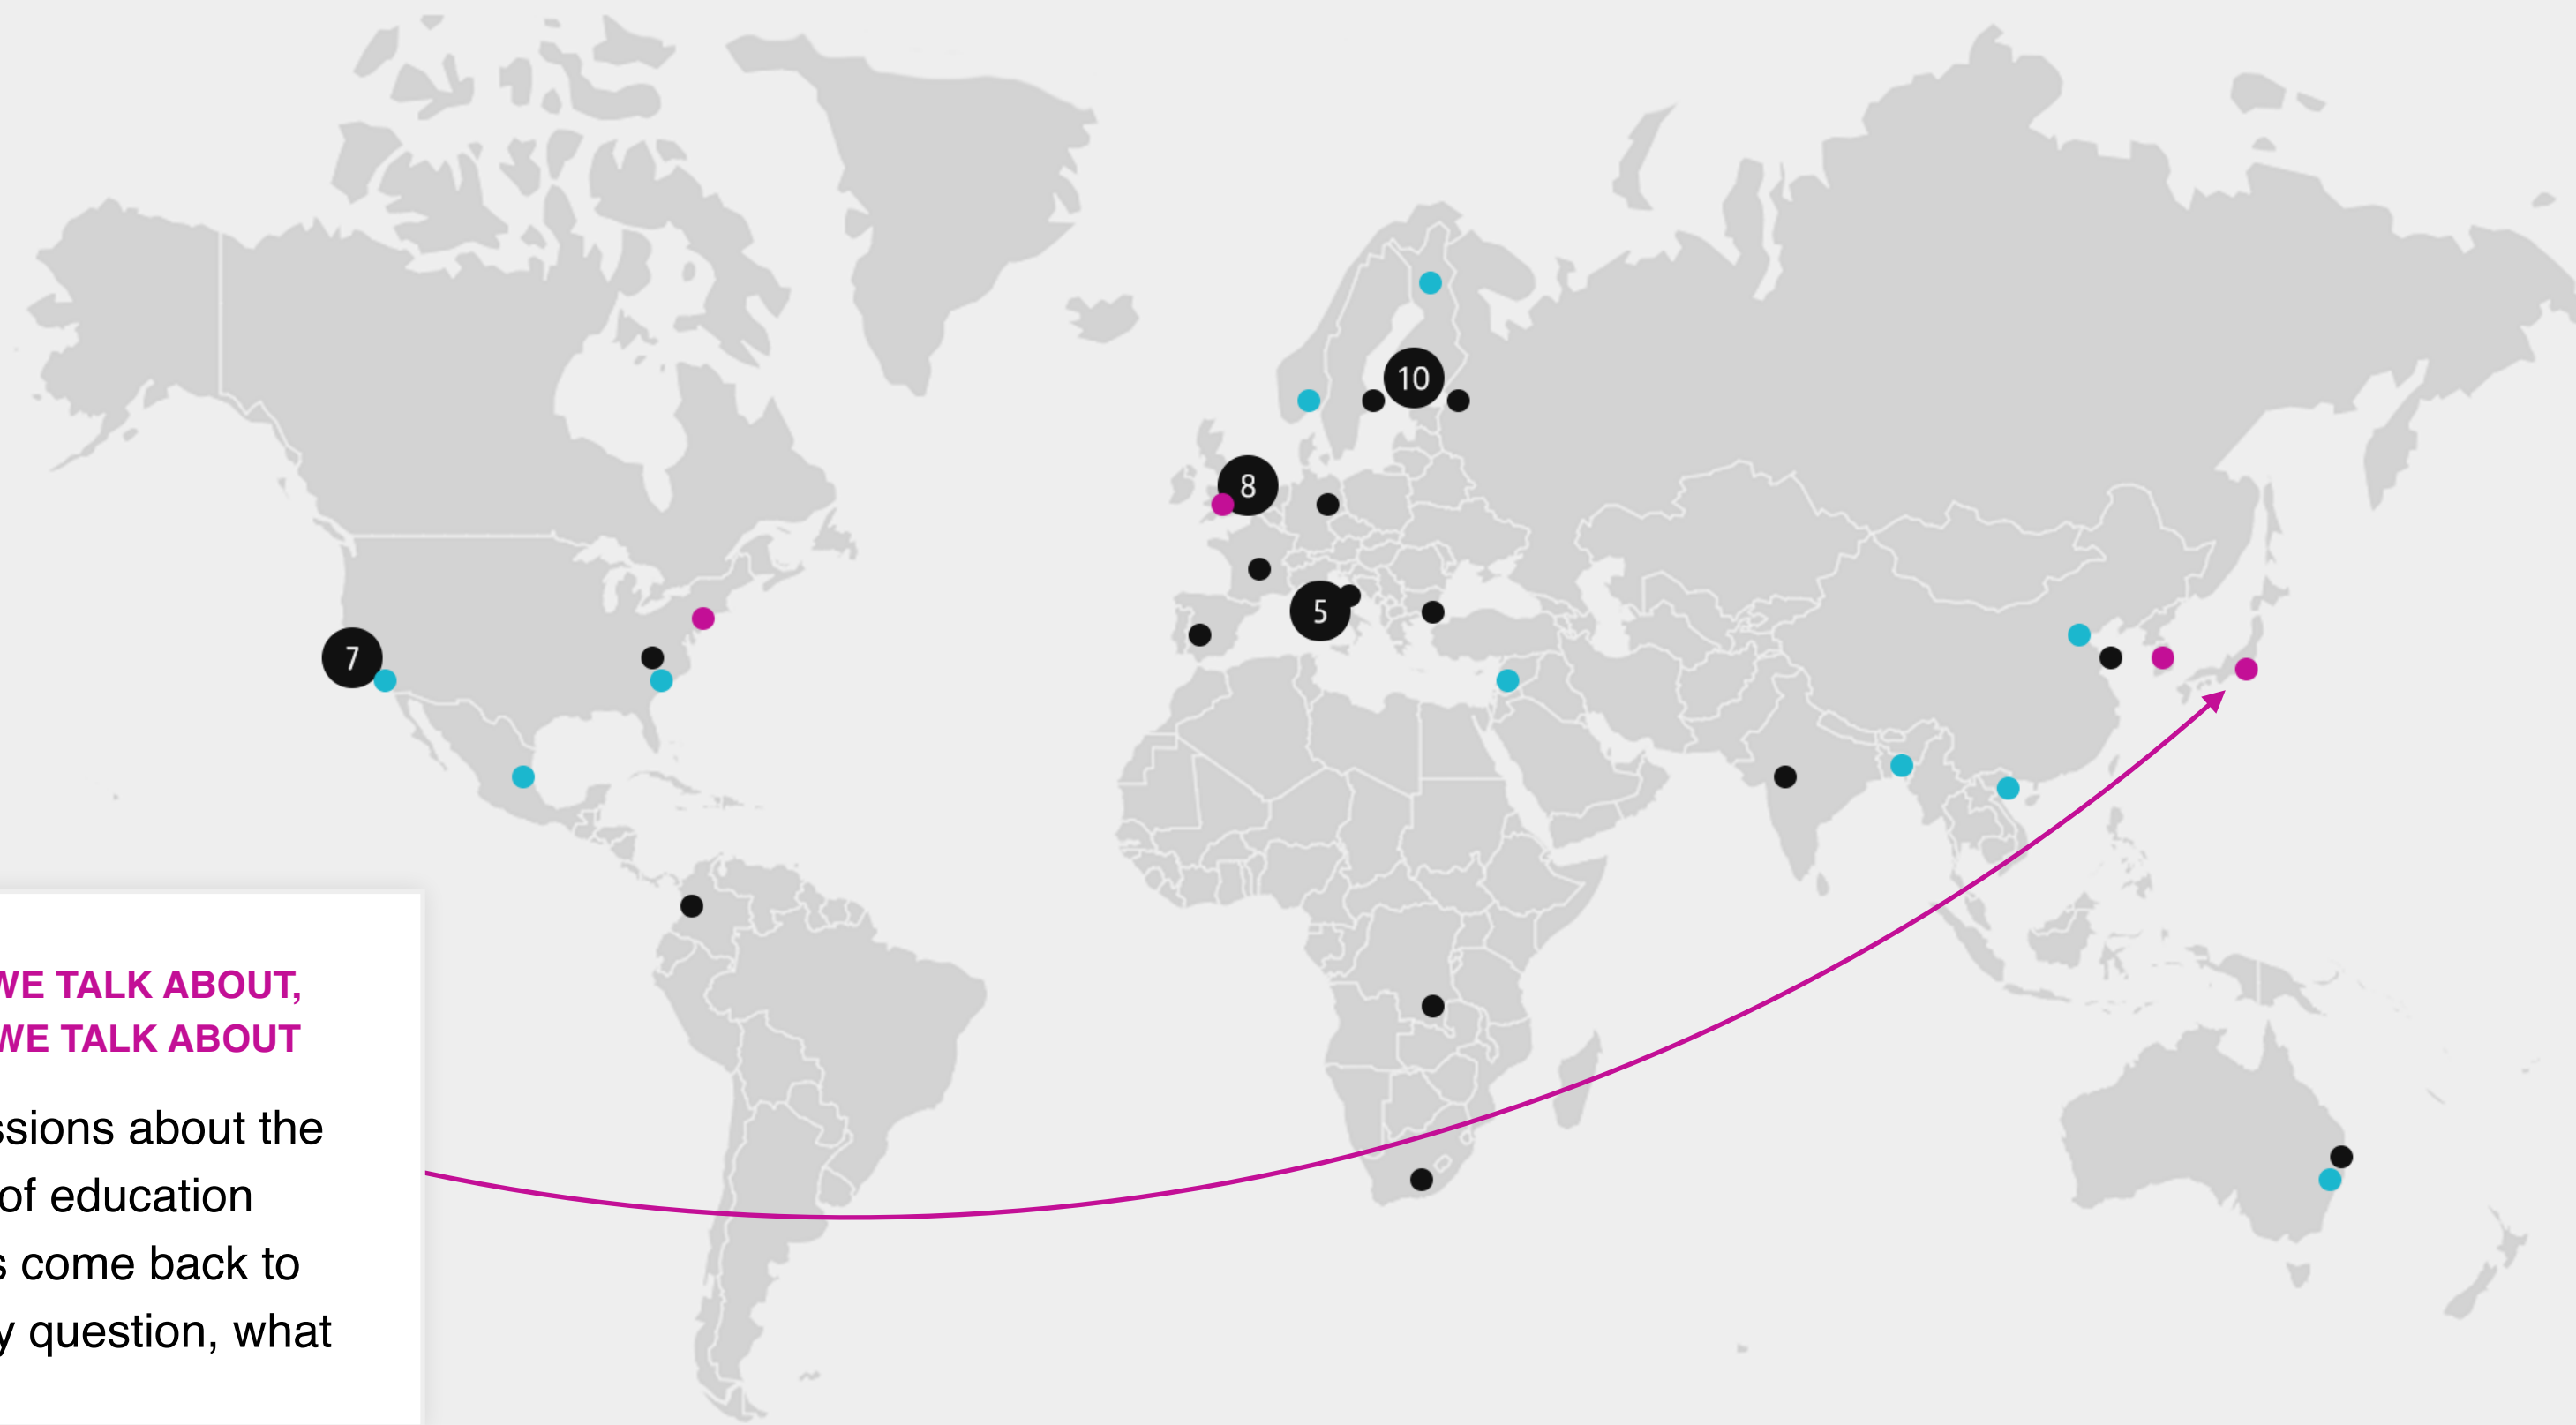 10
8
5
7
WE TALK ABOUT,
WE TALK ABOUT
about the
of education
come back to
question, what